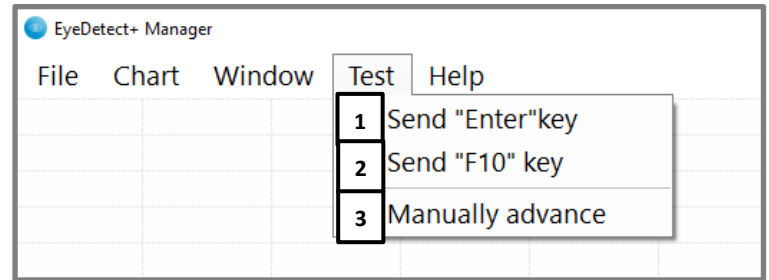 EyeDetect+ Manager
File Chart Window Test Help
1 Send "Enter"key
2 Send "F10" key
3 Manually advance